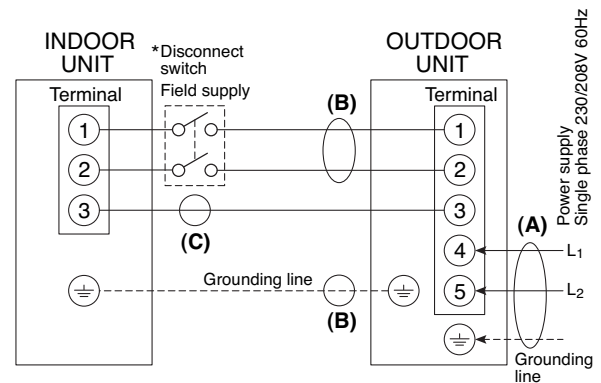 INDOOR
UNIT
Terminal
1
2
3
*Disconnect
switch
Field supply
(B)
(C)
Grounding line
(B)
OUTDOOR
UNIT
Terminal
1
2
3
4
5
(A)
L1
L2
Grounding
line
Power supply
Single phase 230/208V 60Hz